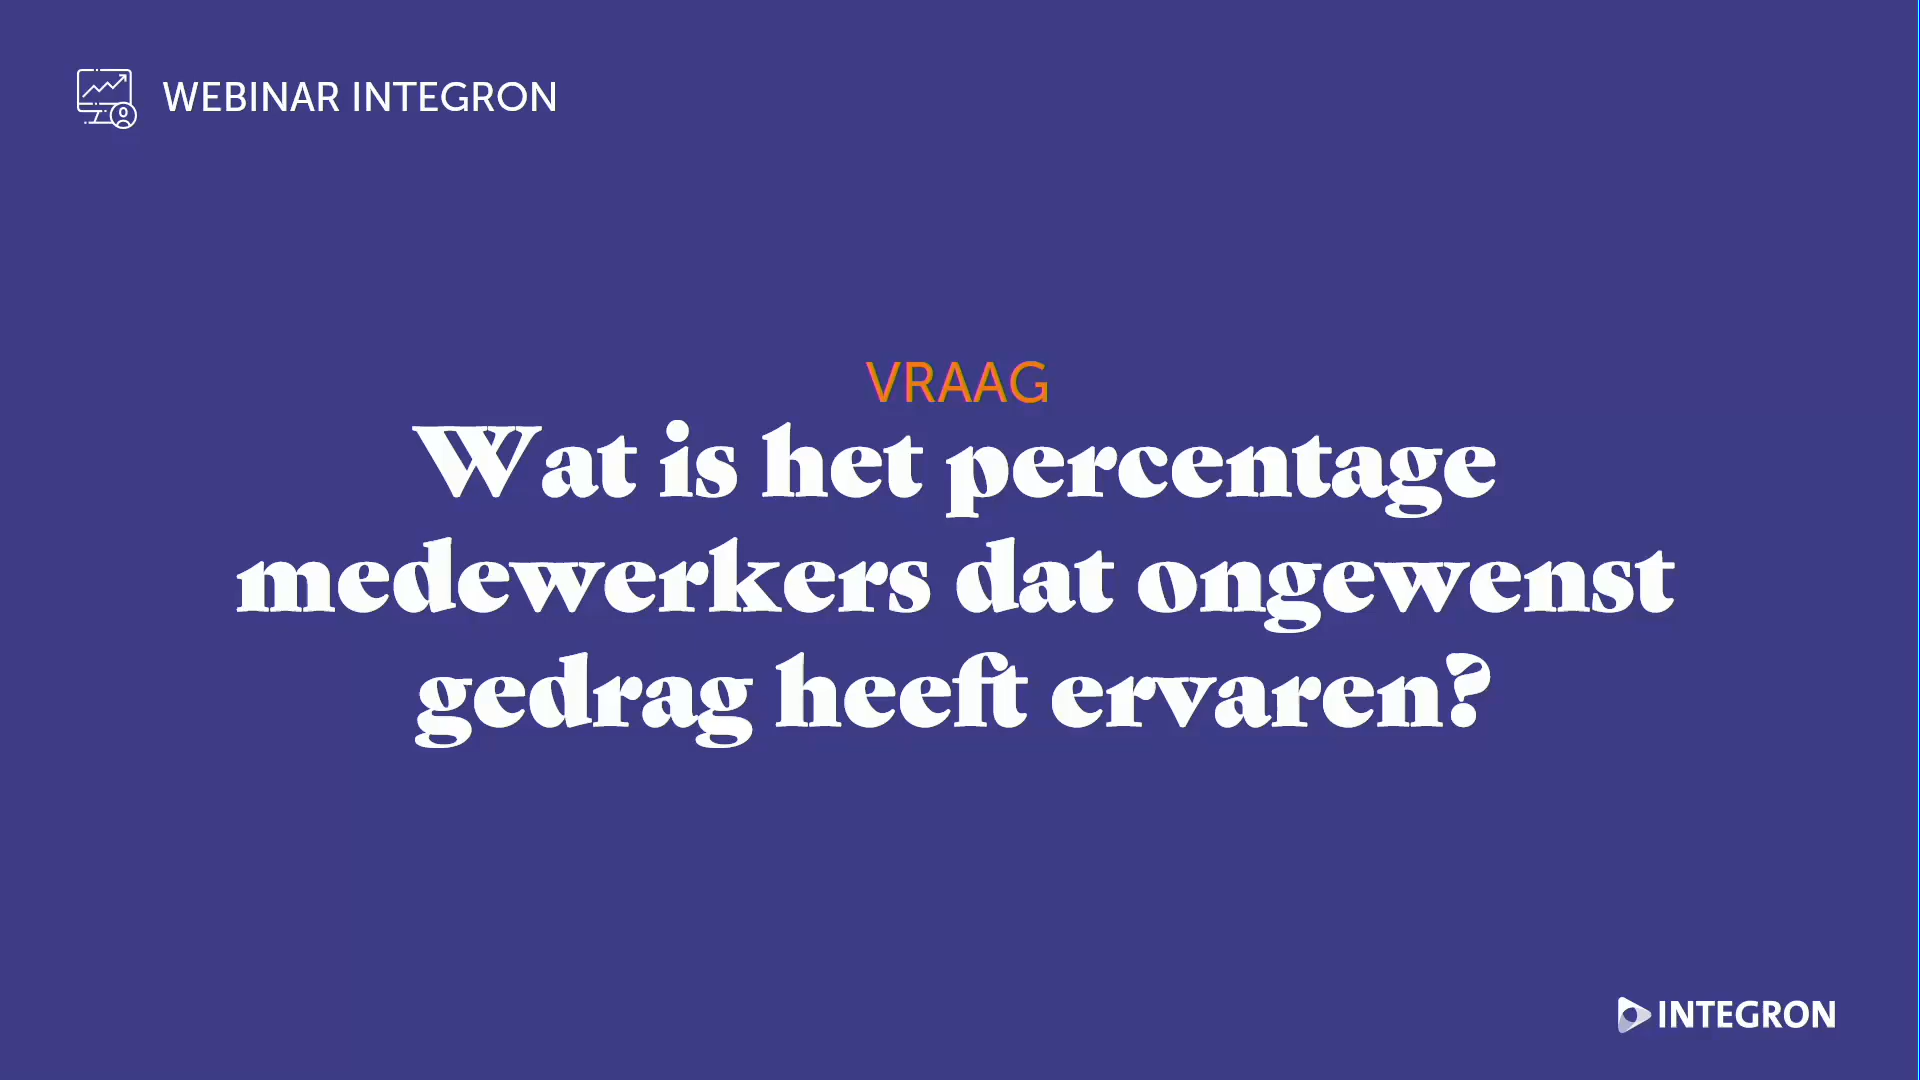 WEBINAR INTEGRON
VRAAG
Wat is het percentage
medewerkers dat ongewenst
gedrag heeft ervaren?
INTEGRON